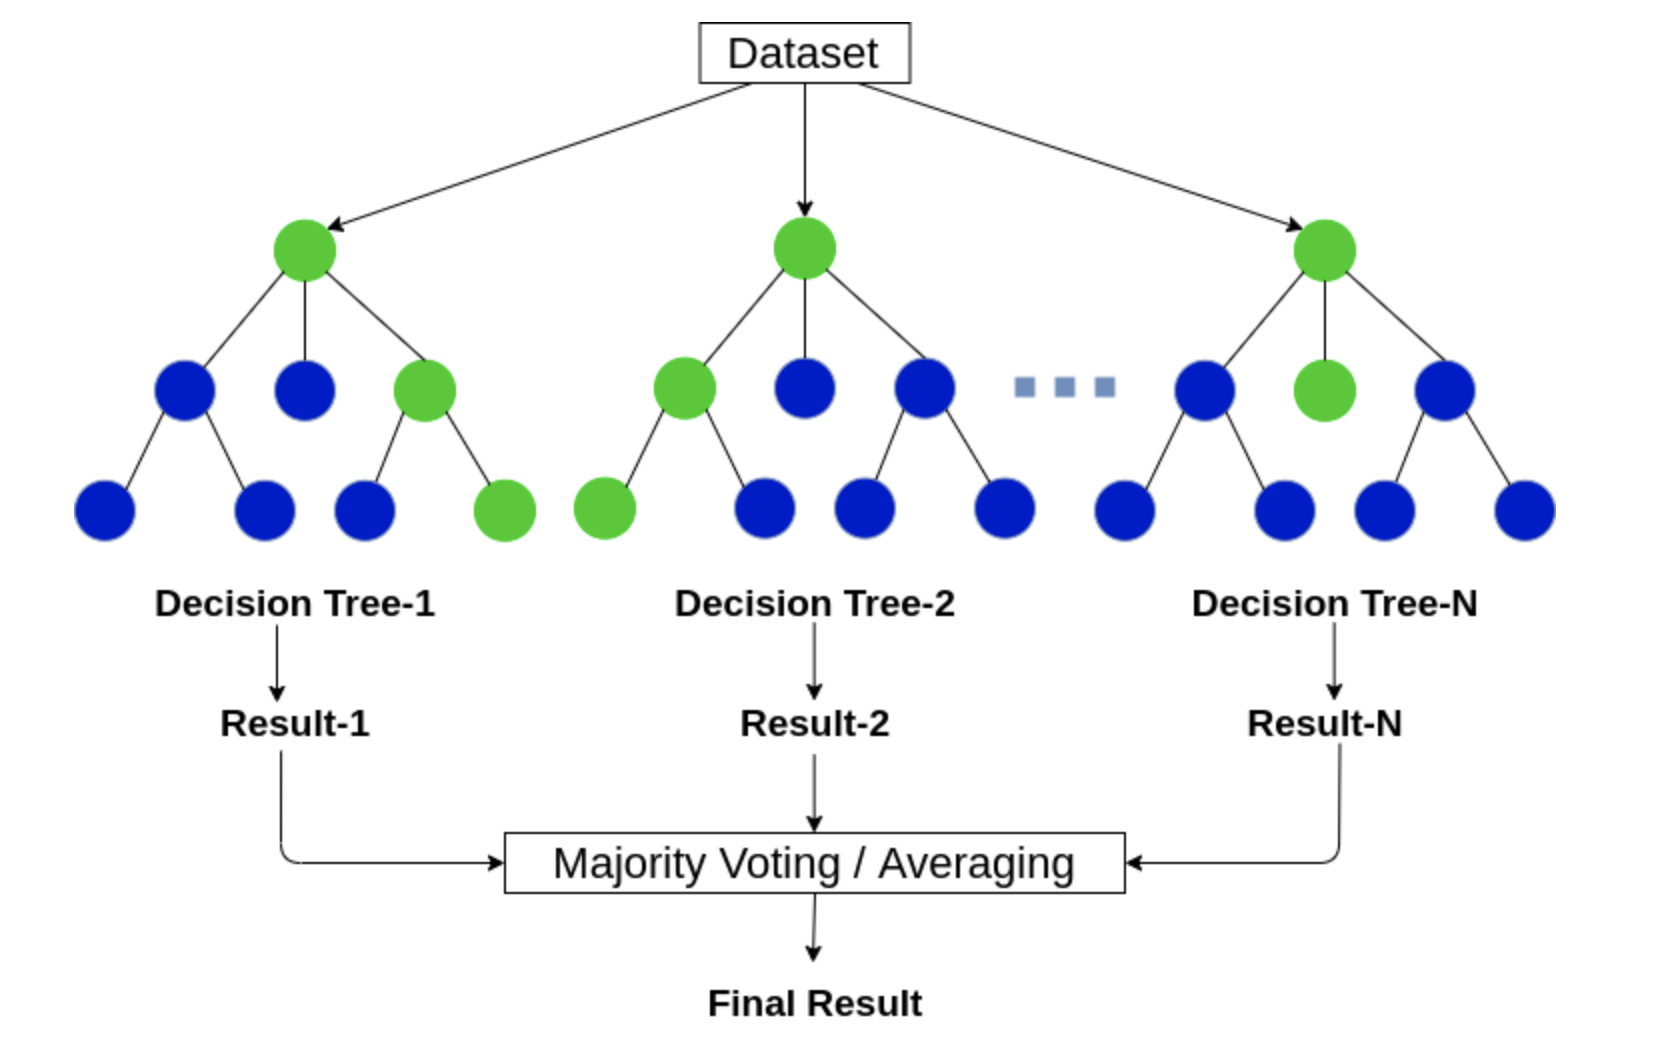 Dataset
Decision Tree-1
Decision Tree-2
Decision Tree-N
Result-1
Result-2
Result-N
Majority Voting / Averaging
Final Result